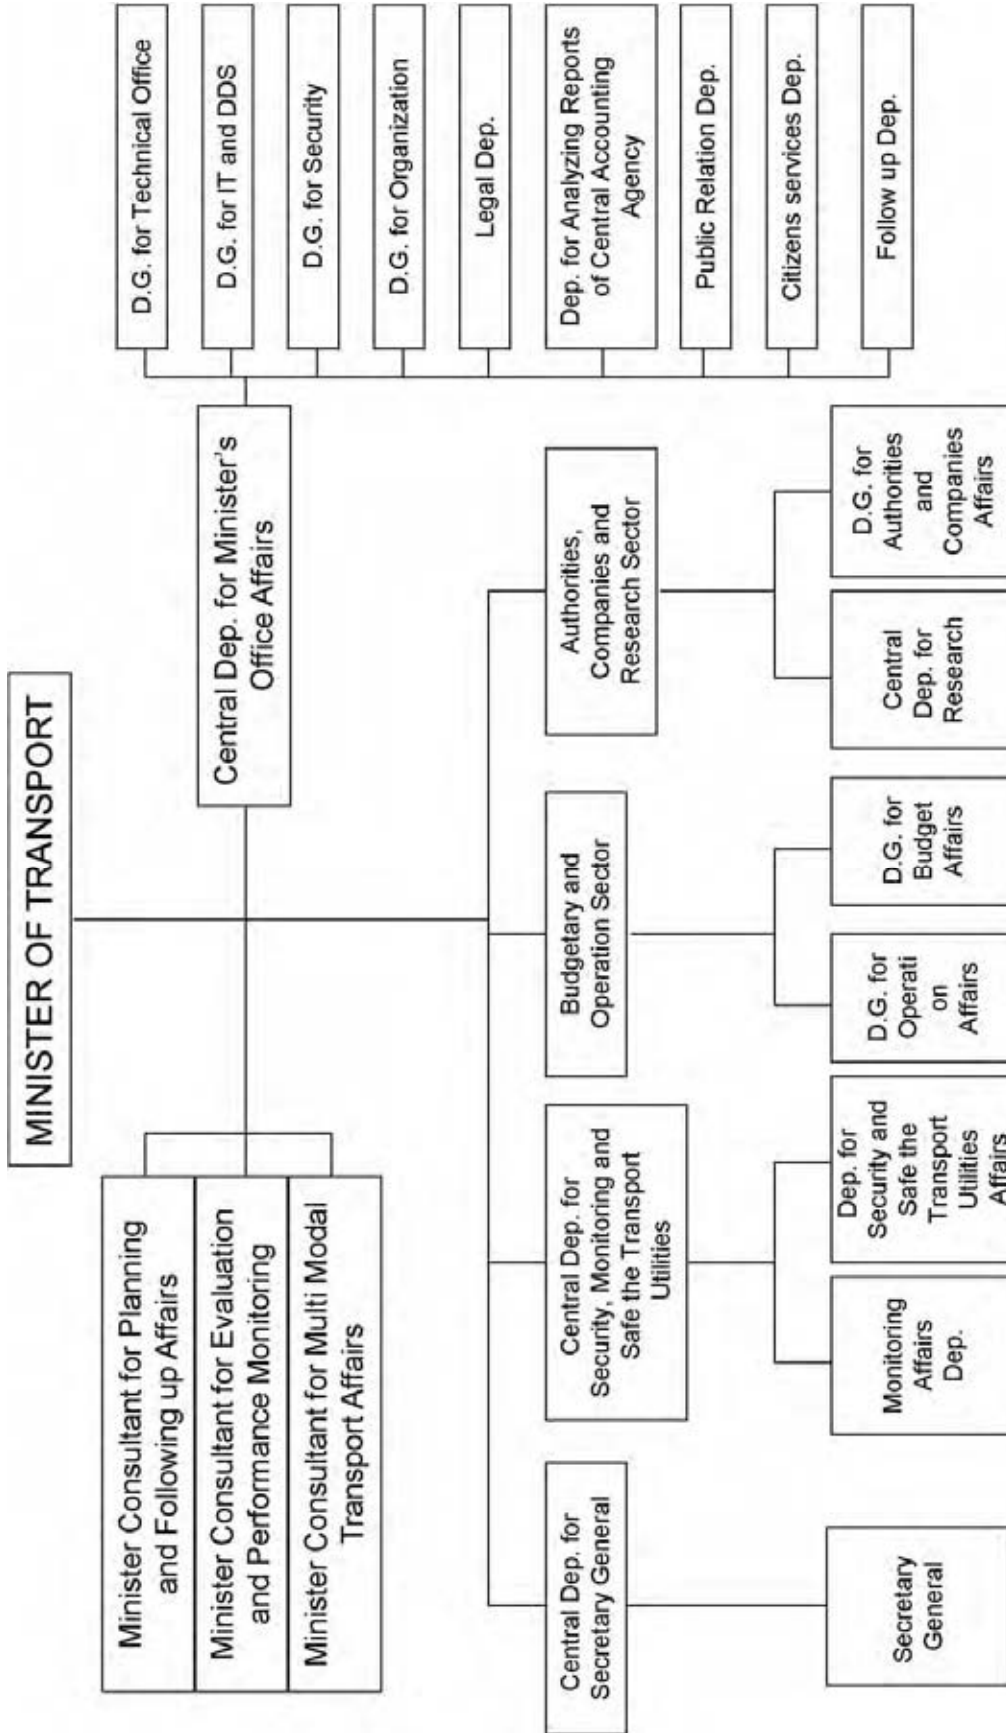 MINISTER OF TRANSPORT
Minister Consultant for Planning
and Following up Affairs
Minister Consultant for Evaluation
and Performance Monitoring
Minister Consultant for Multi Modal
Transport Affairs
Central Dep. for Minister's
Office Affairs
D.G. for Technical Office
D.G. for IT and DDS
D.G. for Security
D.G. for Organization
Legal Dep.
Dep. for Analyzing Reports
of Central Accounting
Agency
Public Relation Dep.
Citizens services Dep.
Follow up Dep.
Central Dep. for
Secretary General
Central Dep. for
Security, Monitoring and
Safe the Transport
Utilities
Budgetary and
Operation Sector
Authorities,
Companies and
Research Sector
Secretary
General
Monitoring
Affairs
Dep.
Dep. for
Security and
Safe the
Transport
Utilities
Affairs
D.G. for
Operati
on
Affairs
D.G. for
Budget
Affairs
Central
Dep. for
Research
D.G. for
Authorities
and
Companies
Affairs